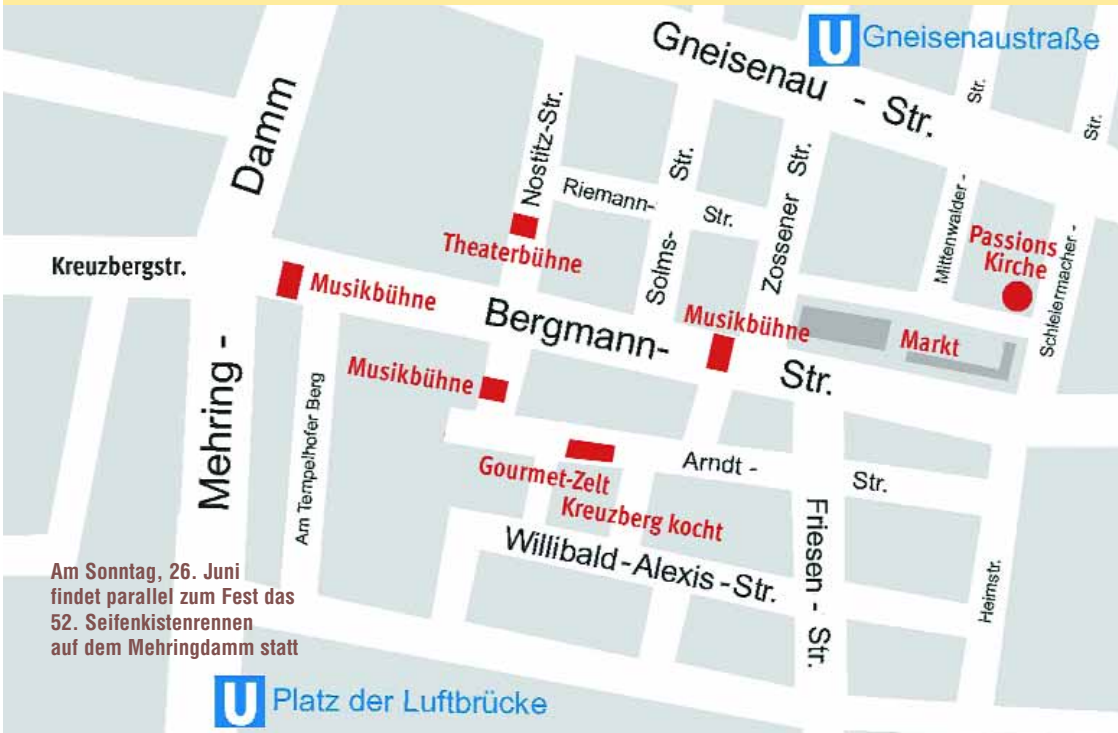 U Gneisenaustraße
Gneisenau - Str.
Str.
Str.
Damm
Nostitz-Str.
Riemann-
Str.
Str.
Solms-
Zossener Str.
Mittenwalder -
Schleiermacher -
Passions
Kirche
Theaterbühne
Kreuzbergstr.
Musikbühne
Bergmann-
Musikbühne
Markt
Str.
Musikbühne
Mehring -
Am Tempelhofer Berg
Gourmet-Zelt
Kreuzberg kocht
Arndt -
Str.
Willibald-Alexis-Str.
Friesen - Str.
Heimstr.
Am Sonntag, 26. Juni
findet parallel zum Fest das
52. Seifenkistenrennen
auf dem Mehringdamm statt
U Platz der Luftbrücke